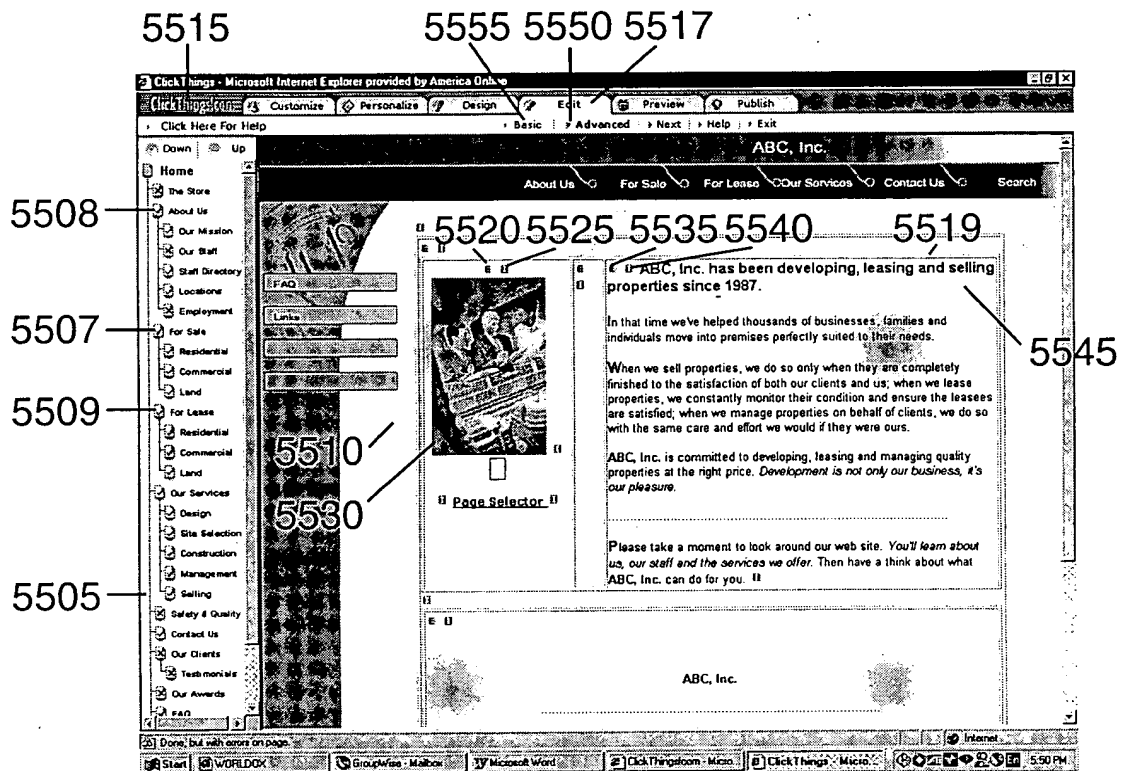 5515 5555 5550 5517
ClickThings - Microsoft Internet Explorer provided by America Online
ClickThings.com Customize Personalize Design Edit Preview Publish
Click Here For Help Basic Advanced Next Help Exit
Down Up
ABC, Inc.
Home
About Us For Sale For Lease Our Services Contact Us Search
The Store
5508
About Us
Our Mission
Our Staff
Staff Directory
Locations
Employment
5507
For Sale
Residential
Commercial
Land
5509
For Lease
Residential
Commercial
Land
Our Services
Design
Site Selection
Construction
Management
5505
Selling
Safety & Quality
Contact Us
Our Clients
Testimonials
Our Awards
FAQ
FAQ
Links
5510
5530
5520 5525 5535 5540 5519
E I
Page Selector
ABC, Inc. has been developing, leasing and selling
properties since 1987.
5545
In that time we've helped thousands of businesses, families and
individuals move into premises perfectly suited to their needs.
When we sell properties, we do so only when they are completely
finished to the satisfaction of both our clients and us; when we lease
properties, we constantly monitor their condition and ensure the leasees
are satisfied; when we manage properties on behalf of clients, we do so
with the same care and effort we would if they were ours.
ABC, Inc. is committed to developing, leasing and managing quality
properties at the right price. Development is not only our business, it's
our pleasure.
Please take a moment to look around our web site. You'll learn about
us, our staff and the services we offer. Then have a think about what
ABC, Inc. can do for you.
ABC, Inc.
Done, but with errors on page. Internet
Start WORLDOX GroupWise - Mailbox Microsoft Word ClickThingsfoom - Micro... ClickThings - Micro... 5:50 PM